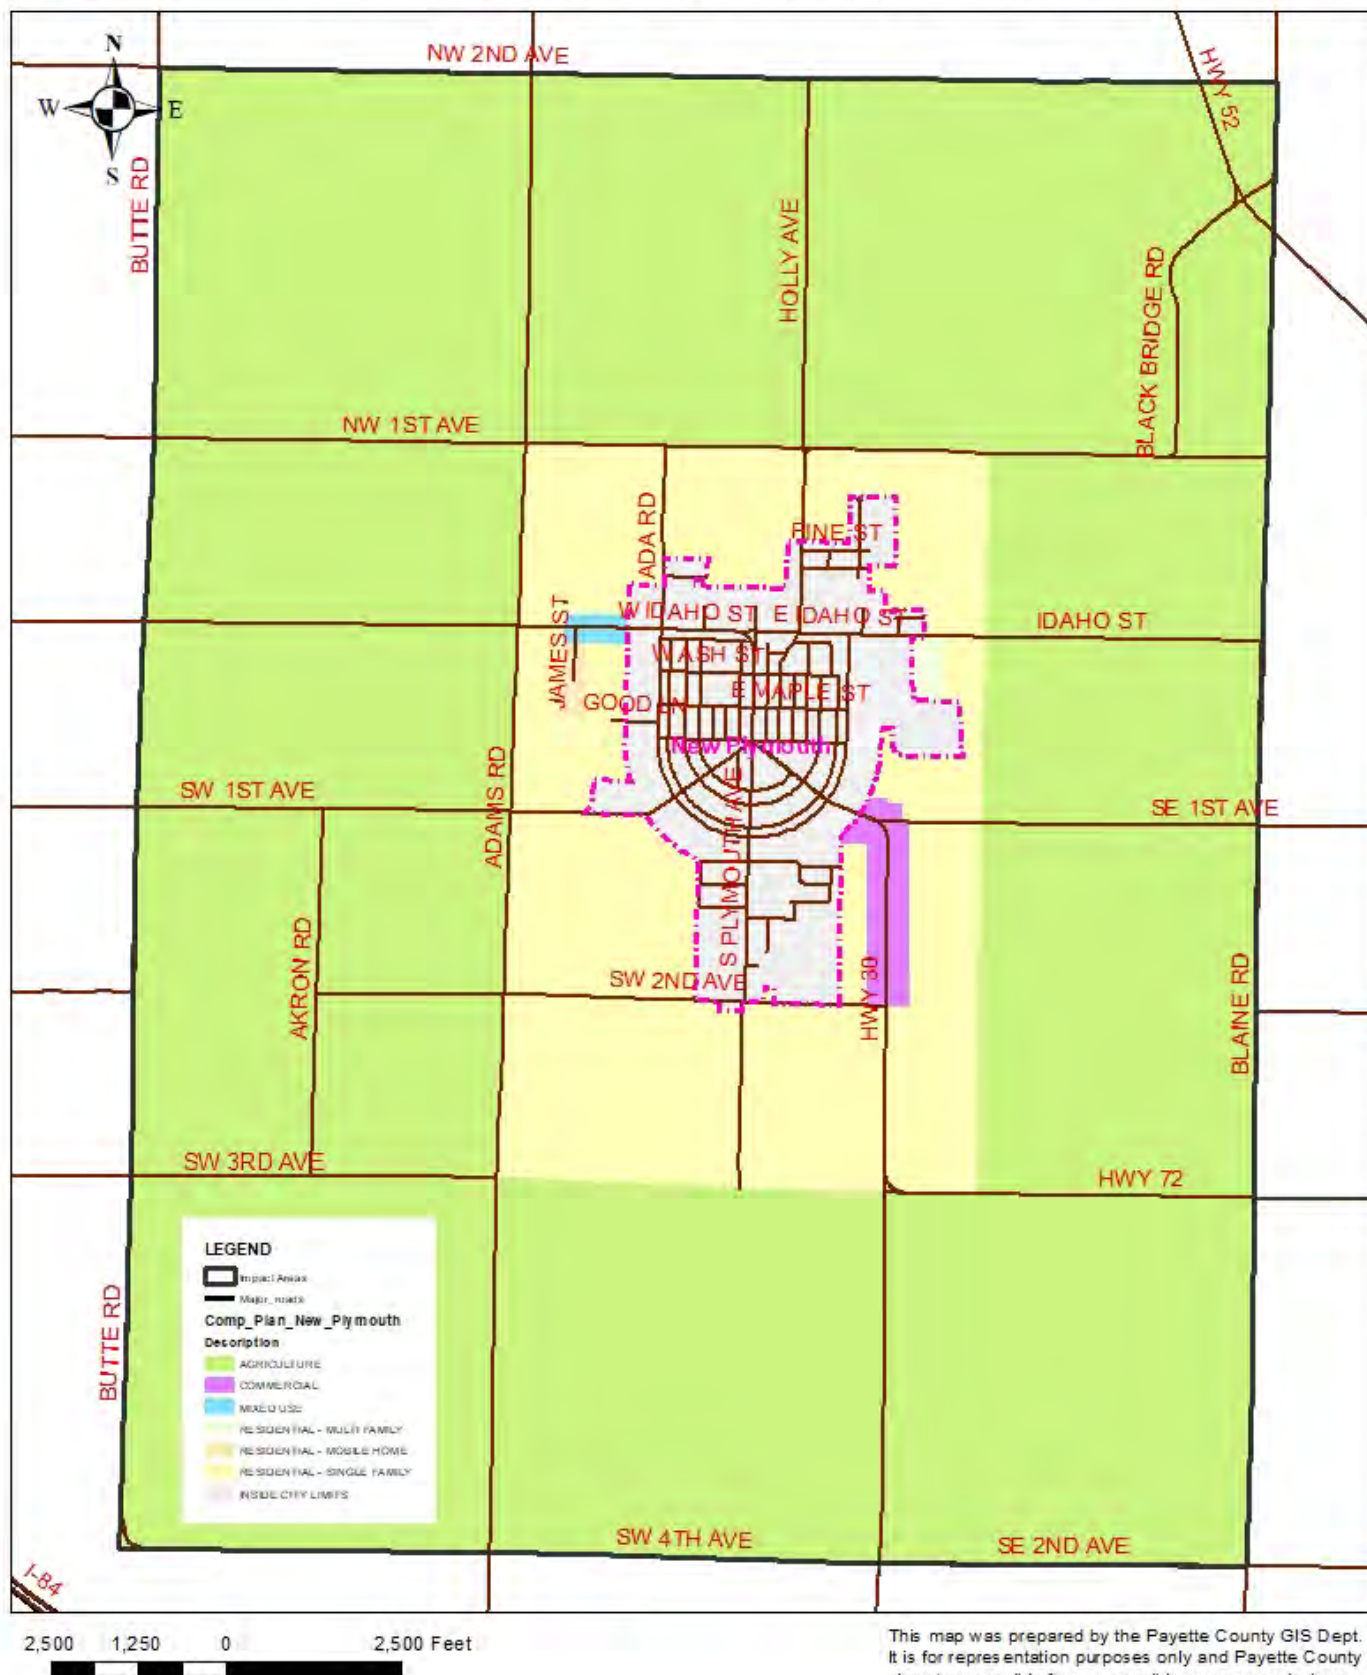 NW 2ND AVE
HWY 52
N
W E
S
BUTTE RD
HOLLY AVE
BLACK BRIDGE RD
NW 1ST AVE
ADA RD
PINE ST
JAMES ST
W IDAHO ST E IDAHO ST
IDAHO ST
WASH ST
E MAPLE ST
GOOD LN
New Plymouth
ADAMS RD
SW 1ST AVE
SE 1ST AVE
S PLYMOUTH AVE
AKRON RD
SW 2ND AVE
HWY 30
BLAINE RD
SW 3RD AVE
HWY 72
LEGEND
Impact Areas
Major_roads
Comp_Plan_New_Plymouth
Description
AGRICULTURE
COMMERCIAL
MIXED USE
RESIDENTIAL - MULTI FAMILY
RESIDENTIAL - MOBILE HOME
RESIDENTIAL - SINGLE FAMILY
INSIDE CITY LIMITS
BUTTE RD
SW 4TH AVE
SE 2ND AVE
I-84
2,500 1,250 0 2,500 Feet
This map was prepared by the Payette County GIS Dept.
It is for representation purposes only and Payette County